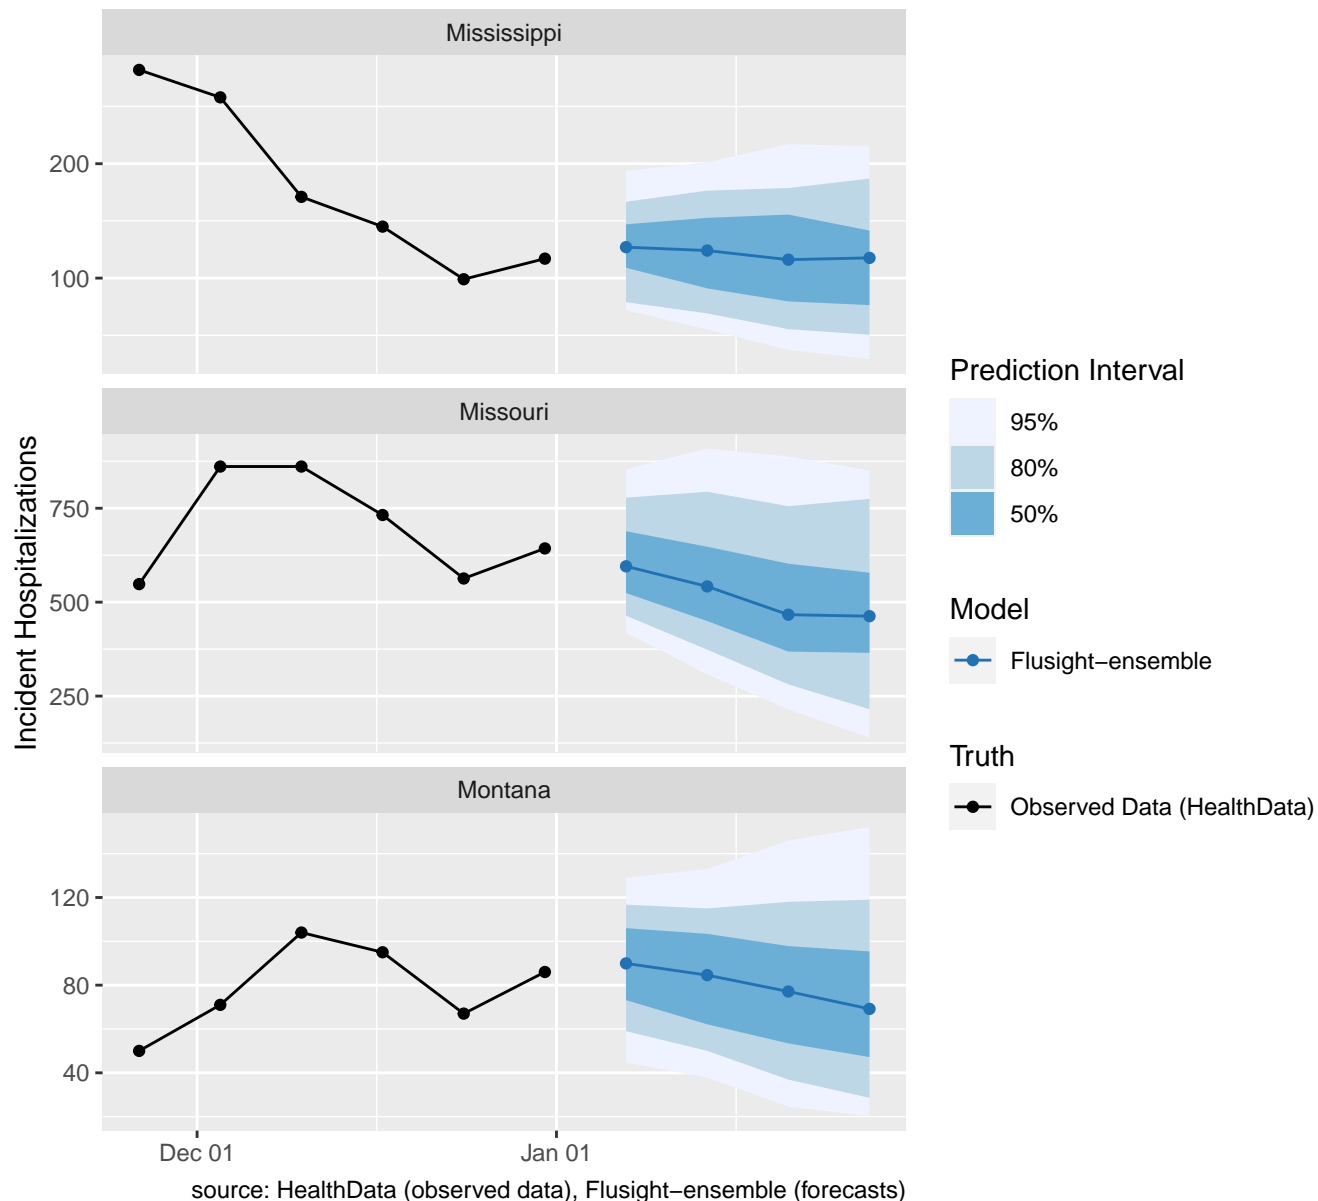 Mississippi
200
100
Missouri
750
500
250
Montana
120
80
40
Dec 01
Jan 01
Incident Hospitalizations
source: HealthData (observed data), Flusight−ensemble (forecasts)
Prediction Interval
95%
80%
50%
Model
Flusight−ensemble
Truth
Observed Data (HealthData)